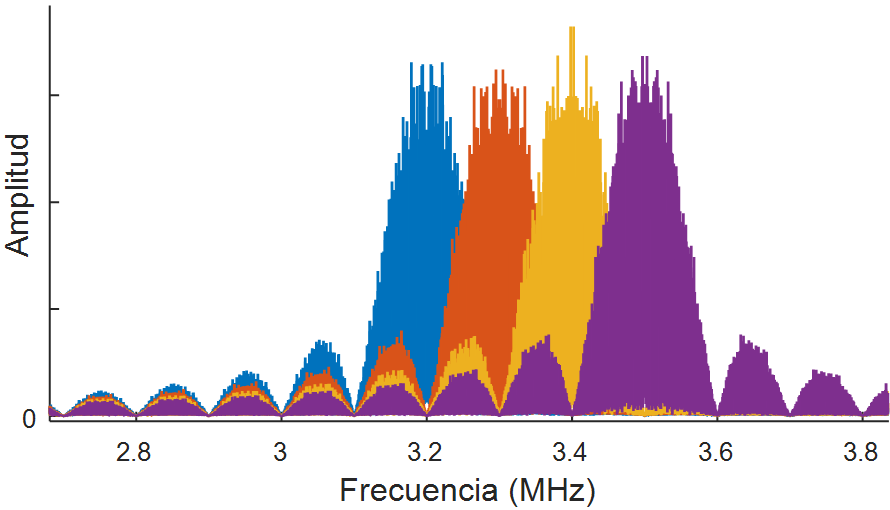 Amplitud
0
2.8 3 3.2 3.4 3.6 3.8
Frecuencia (MHz)